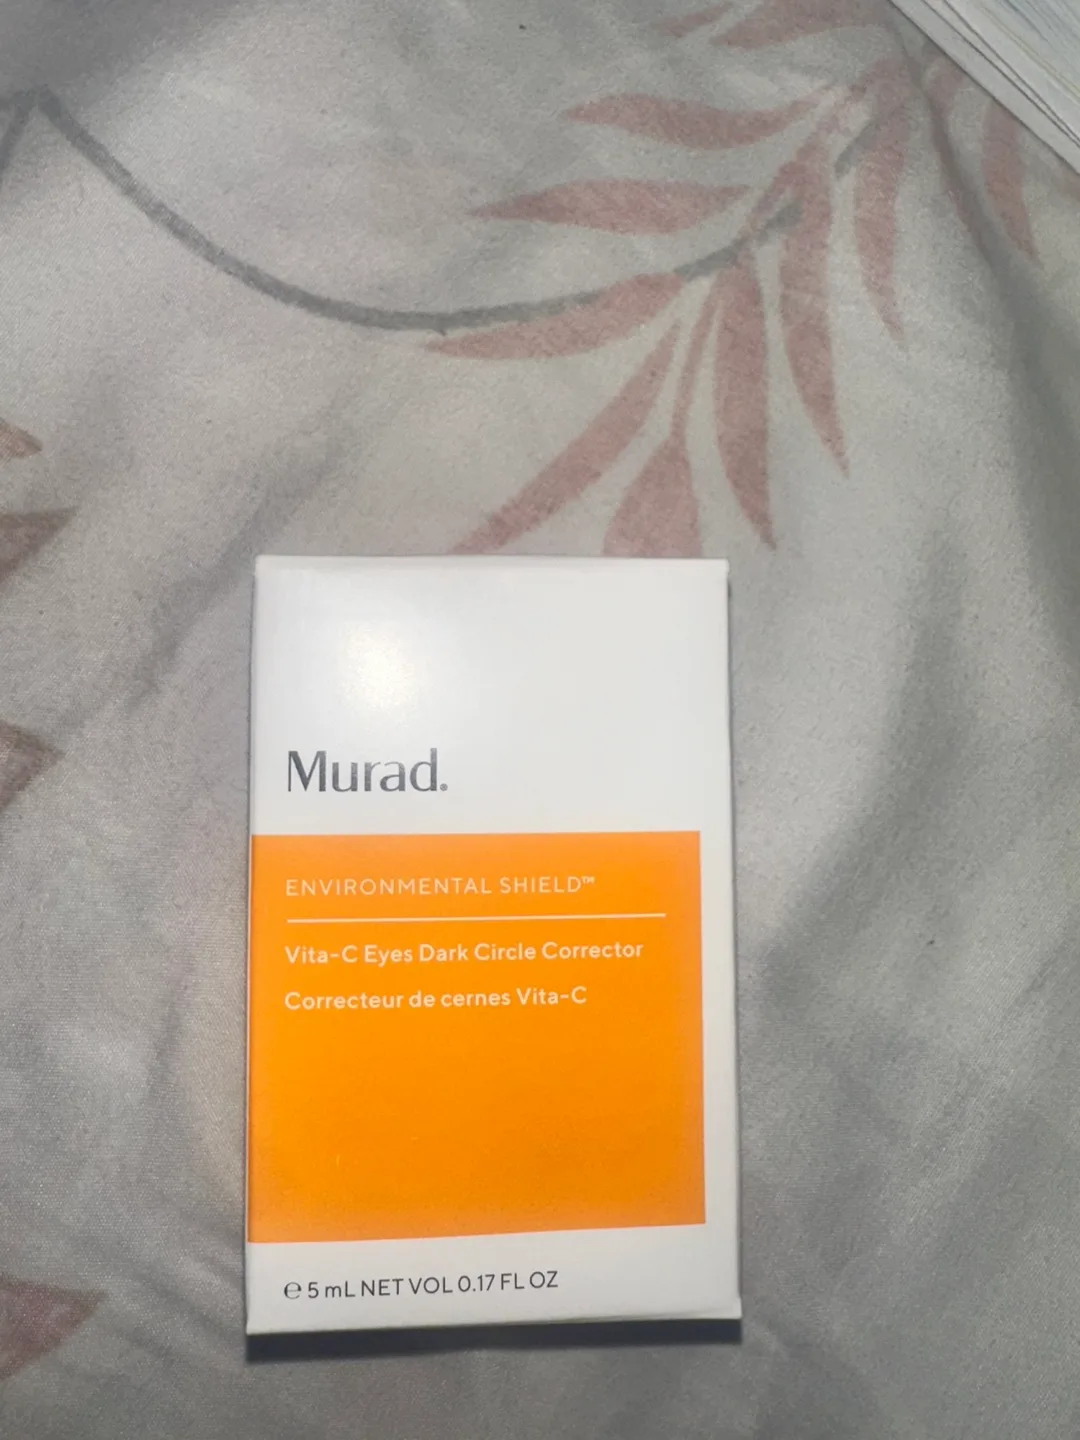 Murad.
ENVIRONMENTAL SHIELD™
Vita-C Eyes Dark Circle Corrector
Correcteur de cernes Vita-C
℮ 5 mL NET VOL 0.17 FL OZ